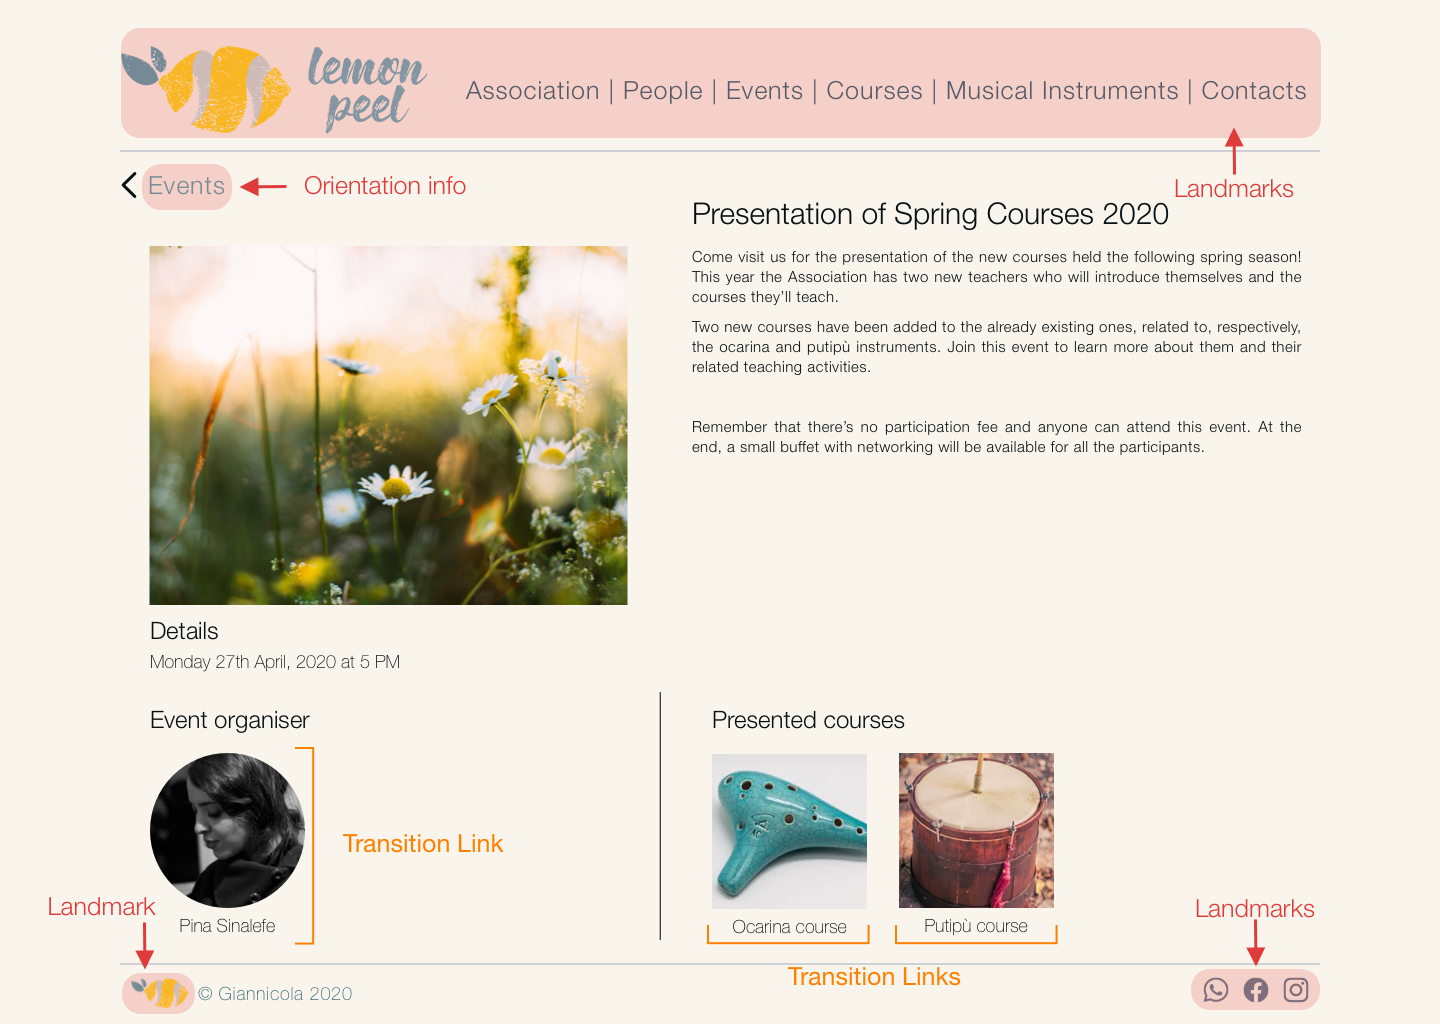 lemon
peel
Association | People | Events | Courses | Musical Instruments | Contacts
Events
Orientation info
Landmarks
Presentation of Spring Courses 2020
Come visit us for the presentation of the new courses held the following spring season!
This year the Association has two new teachers who will introduce themselves and the
courses they’ll teach.
Two new courses have been added to the already existing ones, related to, respectively,
the ocarina and putipù instruments. Join this event to learn more about them and their
related teaching activities.
Remember that there’s no participation fee and anyone can attend this event. At the
end, a small buffet with networking will be available for all the participants.
Details
Monday 27th April, 2020 at 5 PM
Event organiser
Transition Link
Landmark
Pina Sinalefe
Presented courses
Ocarina course
Putipù course
Transition Links
Landmarks
© Giannicola 2020